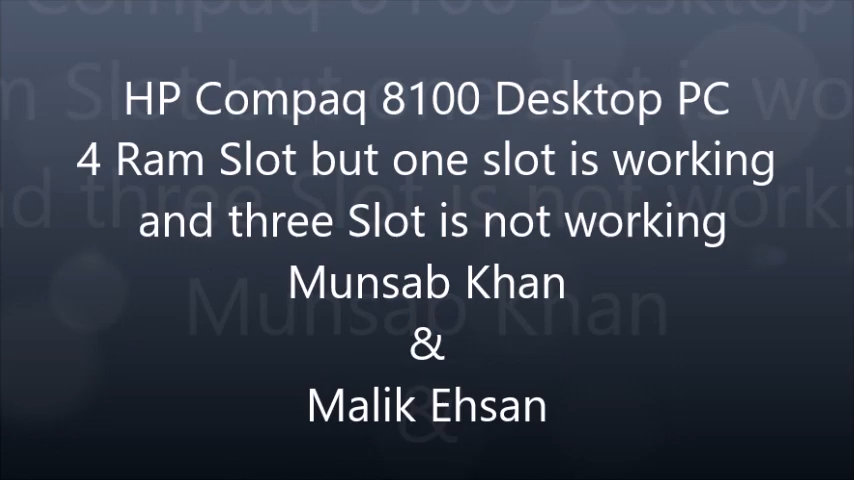 HP Compaq 8100 Desktop PC
4 Ram Slot but one slot is working
and three Slot is not working
Munsab Khan
&
Malik Ehsan